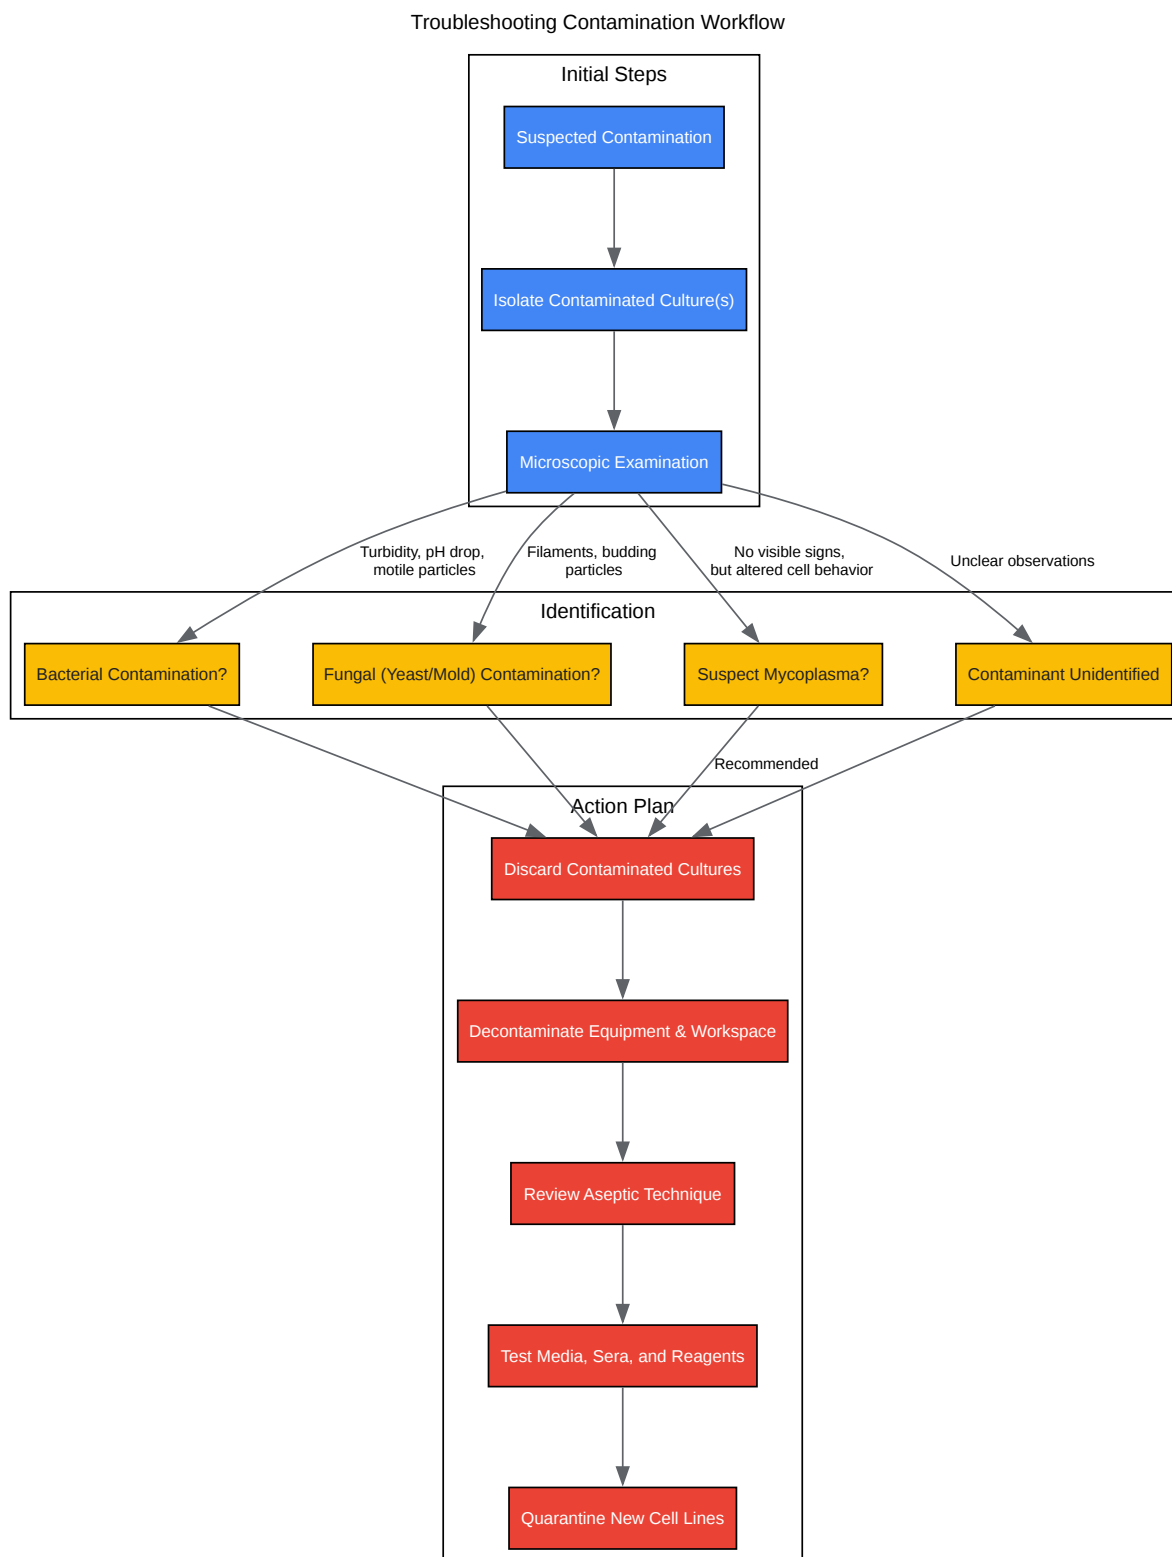 Troubleshooting Contamination Workflow
Initial Steps
Suspected Contamination
Isolate Contaminated Culture(s)
Microscopic Examination
Turbidity, pH drop,
motile particles
Filaments, budding
particles
No visible signs,
but altered cell behavior
Unclear observations
Identification
Bacterial Contamination?
Fungal (Yeast/Mold) Contamination?
Suspect Mycoplasma?
Contaminant Unidentified
Recommended
Action Plan
Discard Contaminated Cultures
Decontaminate Equipment & Workspace
Review Aseptic Technique
Test Media, Sera, and Reagents
Quarantine New Cell Lines